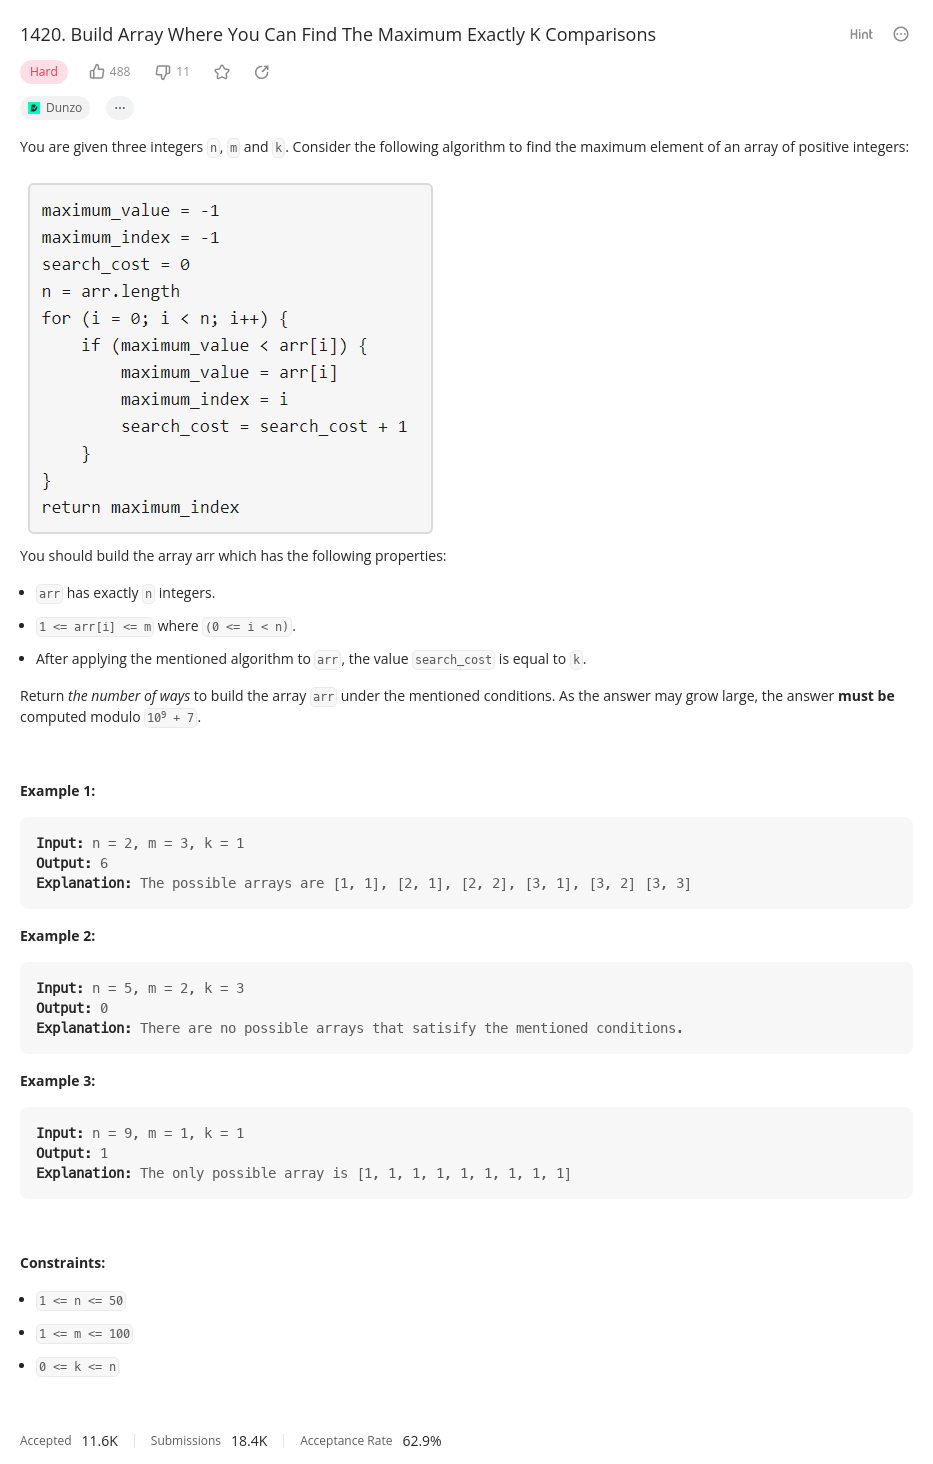 1420. Build Array Where You Can Find The Maximum Exactly K Comparisons
Hint
Hard
488
11
Dunzo
...
You are given three integers n, m and k. Consider the following algorithm to find the maximum element of an array of positive integers:
maximum_value = -1
maximum_index = -1
search_cost = 0
n = arr.length
for (i = 0; i < n; i++) {
    if (maximum_value < arr[i]) {
        maximum_value = arr[i]
        maximum_index = i
        search_cost = search_cost + 1
    }
}
return maximum_index
You should build the array arr which has the following properties:
• arr has exactly n integers.
• 1 <= arr[i] <= m where (0 <= i < n).
• After applying the mentioned algorithm to arr, the value search_cost is equal to k.
Return the number of ways to build the array arr under the mentioned conditions. As the answer may grow large, the answer must be
computed modulo 10⁹ + 7.
Example 1:
Input: n = 2, m = 3, k = 1
Output: 6
Explanation: The possible arrays are [1, 1], [2, 1], [2, 2], [3, 1], [3, 2] [3, 3]
Example 2:
Input: n = 5, m = 2, k = 3
Output: 0
Explanation: There are no possible arrays that satisify the mentioned conditions.
Example 3:
Input: n = 9, m = 1, k = 1
Output: 1
Explanation: The only possible array is [1, 1, 1, 1, 1, 1, 1, 1, 1]
Constraints:
• 1 <= n <= 50
• 1 <= m <= 100
• 0 <= k <= n
Accepted 11.6K Submissions 18.4K Acceptance Rate 62.9%